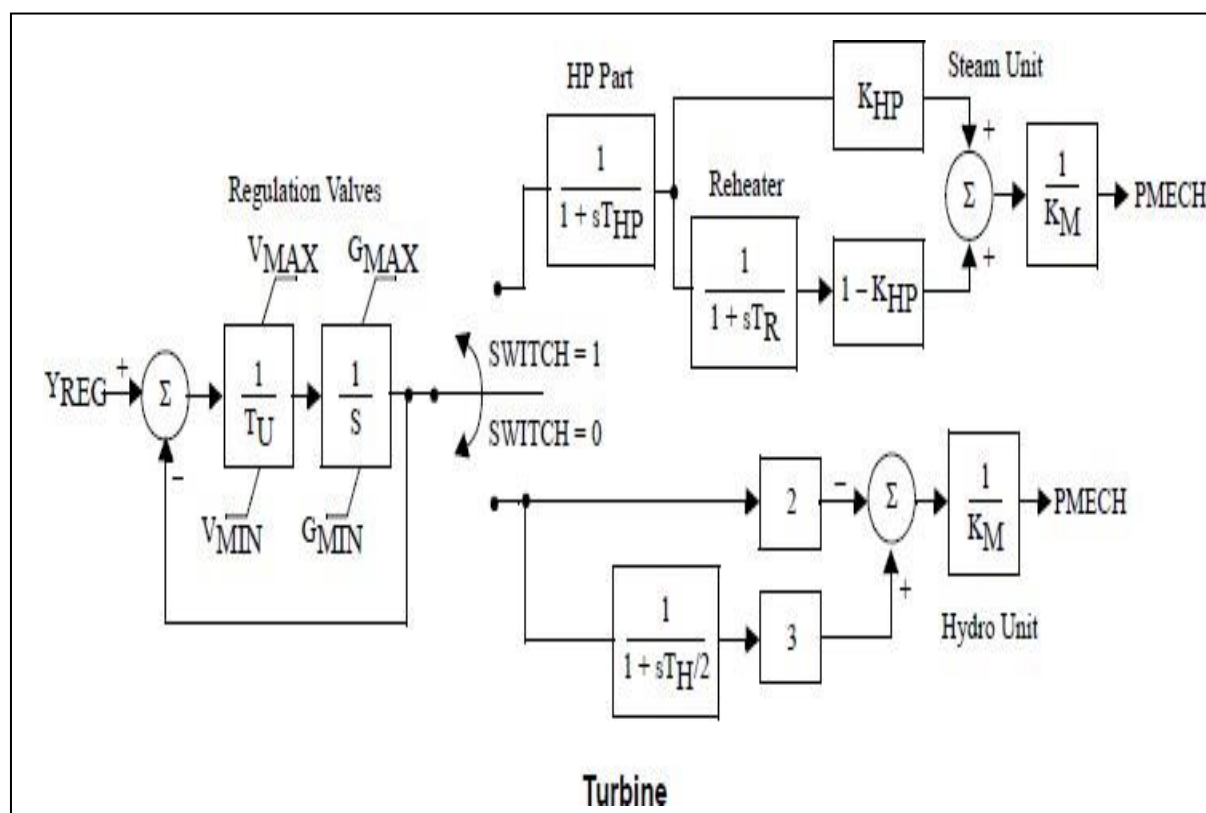 HP Part
Steam Unit
K_HP
+
1
1 + sT_HP
Σ
1
K_M
PMECH
Reheater
+
1
1 + sT_R
1 – K_HP
Regulation Valves
V_MAX
G_MAX
Y_REG
+
Σ
–
1
T_U
1
S
V_MIN
G_MIN
SWITCH = 1
SWITCH = 0
2
–
Σ
+
1
K_M
PMECH
1
1 + sT_H/2
3
Hydro Unit
Turbine